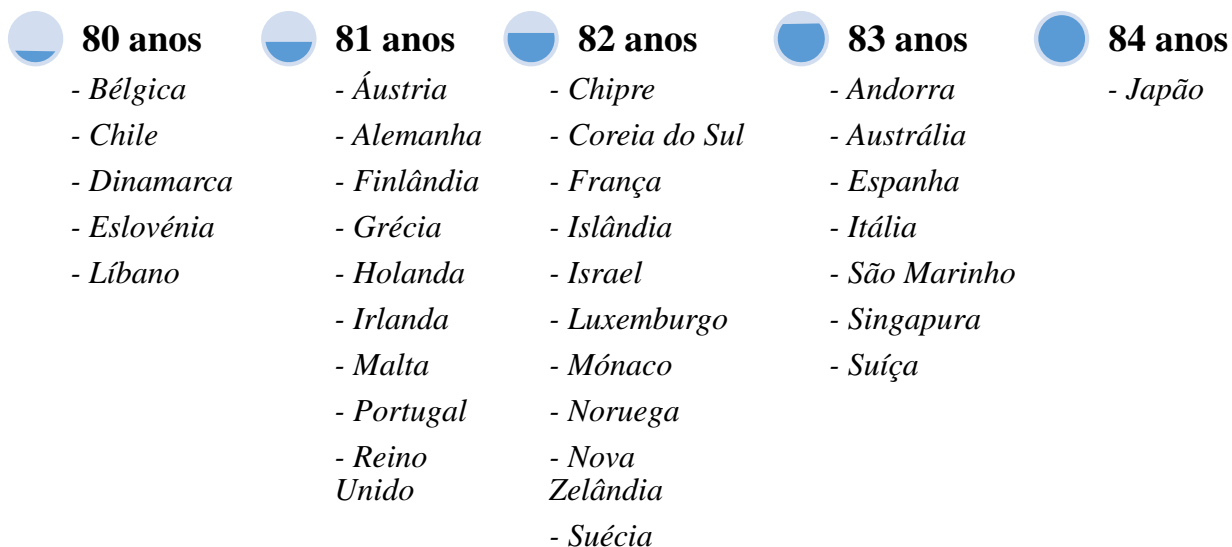 80 anos
- Bélgica
- Chile
- Dinamarca
- Eslovénia
- Líbano
81 anos
- Áustria
- Alemanha
- Finlândia
- Grécia
- Holanda
- Irlanda
- Malta
- Portugal
- Reino
Unido
82 anos
- Chipre
- Coreia do Sul
- França
- Islândia
- Israel
- Luxemburgo
- Mónaco
- Noruega
- Nova
Zelândia
- Suécia
83 anos
- Andorra
- Austrália
- Espanha
- Itália
- São Marinho
- Singapura
- Suíça
84 anos
- Japão